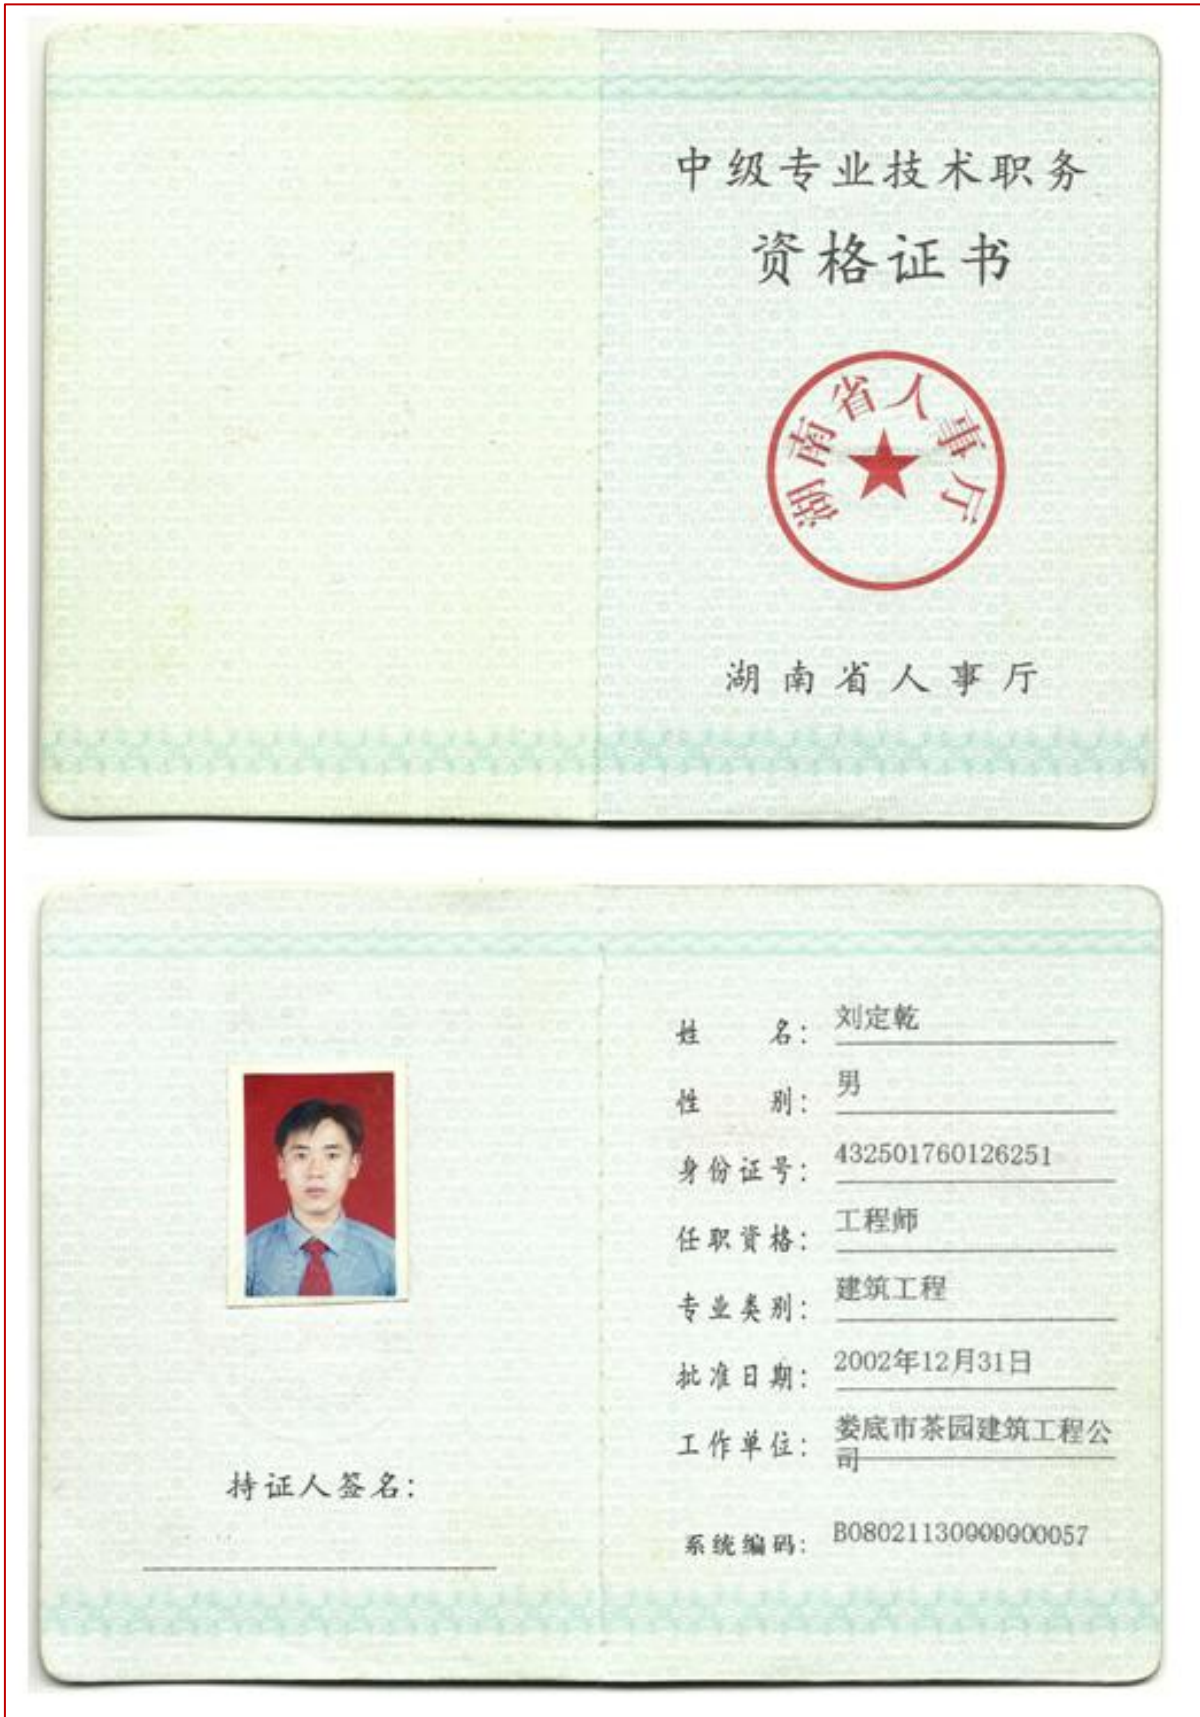 中级专业技术职务
资格证书
湖南省人事厅
湖南省人事厅
姓名：刘定乾
性别：男
身份证号：432501760126251
任职资格：工程师
专业类别：建筑工程
批准日期：2002年12月31日
工作单位：娄底市茶园建筑工程公
司
系统编码：B08021130000000057
持证人签名：